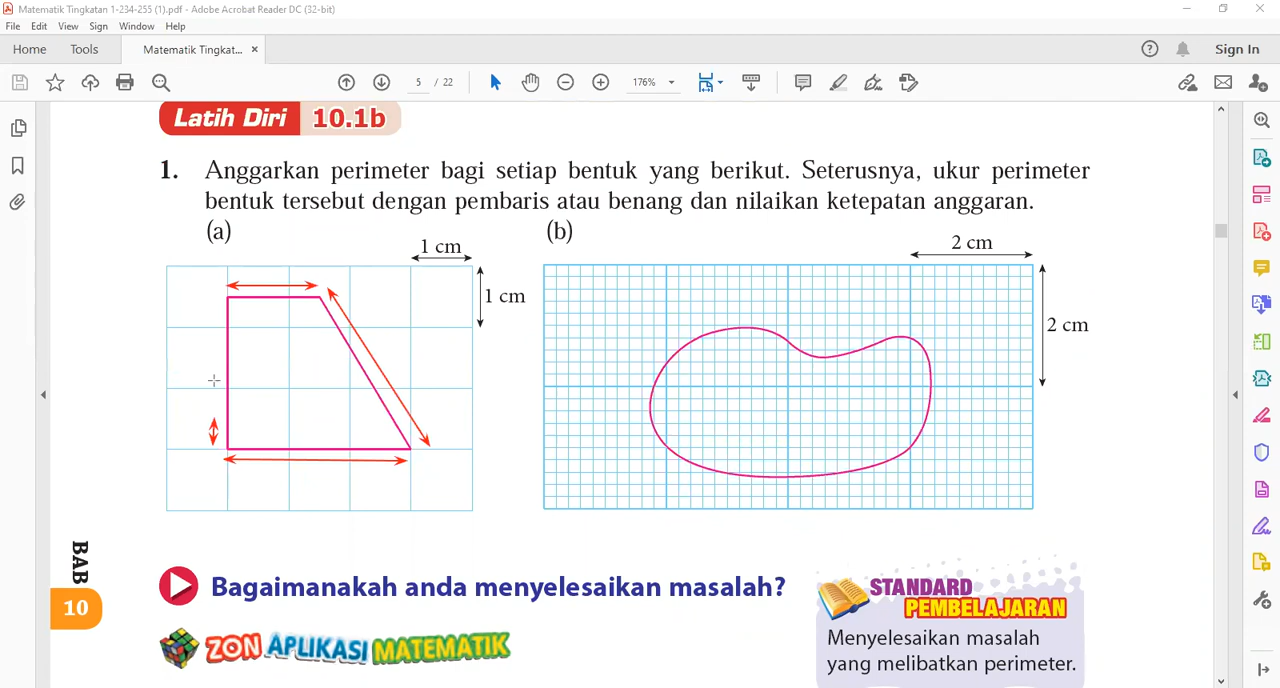 Matematik Tingkatan 1-234-255 (1).pdf - Adobe Acrobat Reader DC (32-bit)
File Edit View Sign Window Help
Home Tools Matematik Tingkat... × Sign In
5 / 22 176%
Latih Diri 10.1b
1. Anggarkan perimeter bagi setiap bentuk yang berikut. Seterusnya, ukur perimeter
bentuk tersebut dengan pembaris atau benang dan nilaikan ketepatan anggaran.
(a) (b)
1 cm
1 cm
2 cm
2 cm
BAB
10
Bagaimanakah anda menyelesaikan masalah?
ZON APLIKASI MATEMATIK
STANDARD
PEMBELAJARAN
Menyelesaikan masalah
yang melibatkan perimeter.